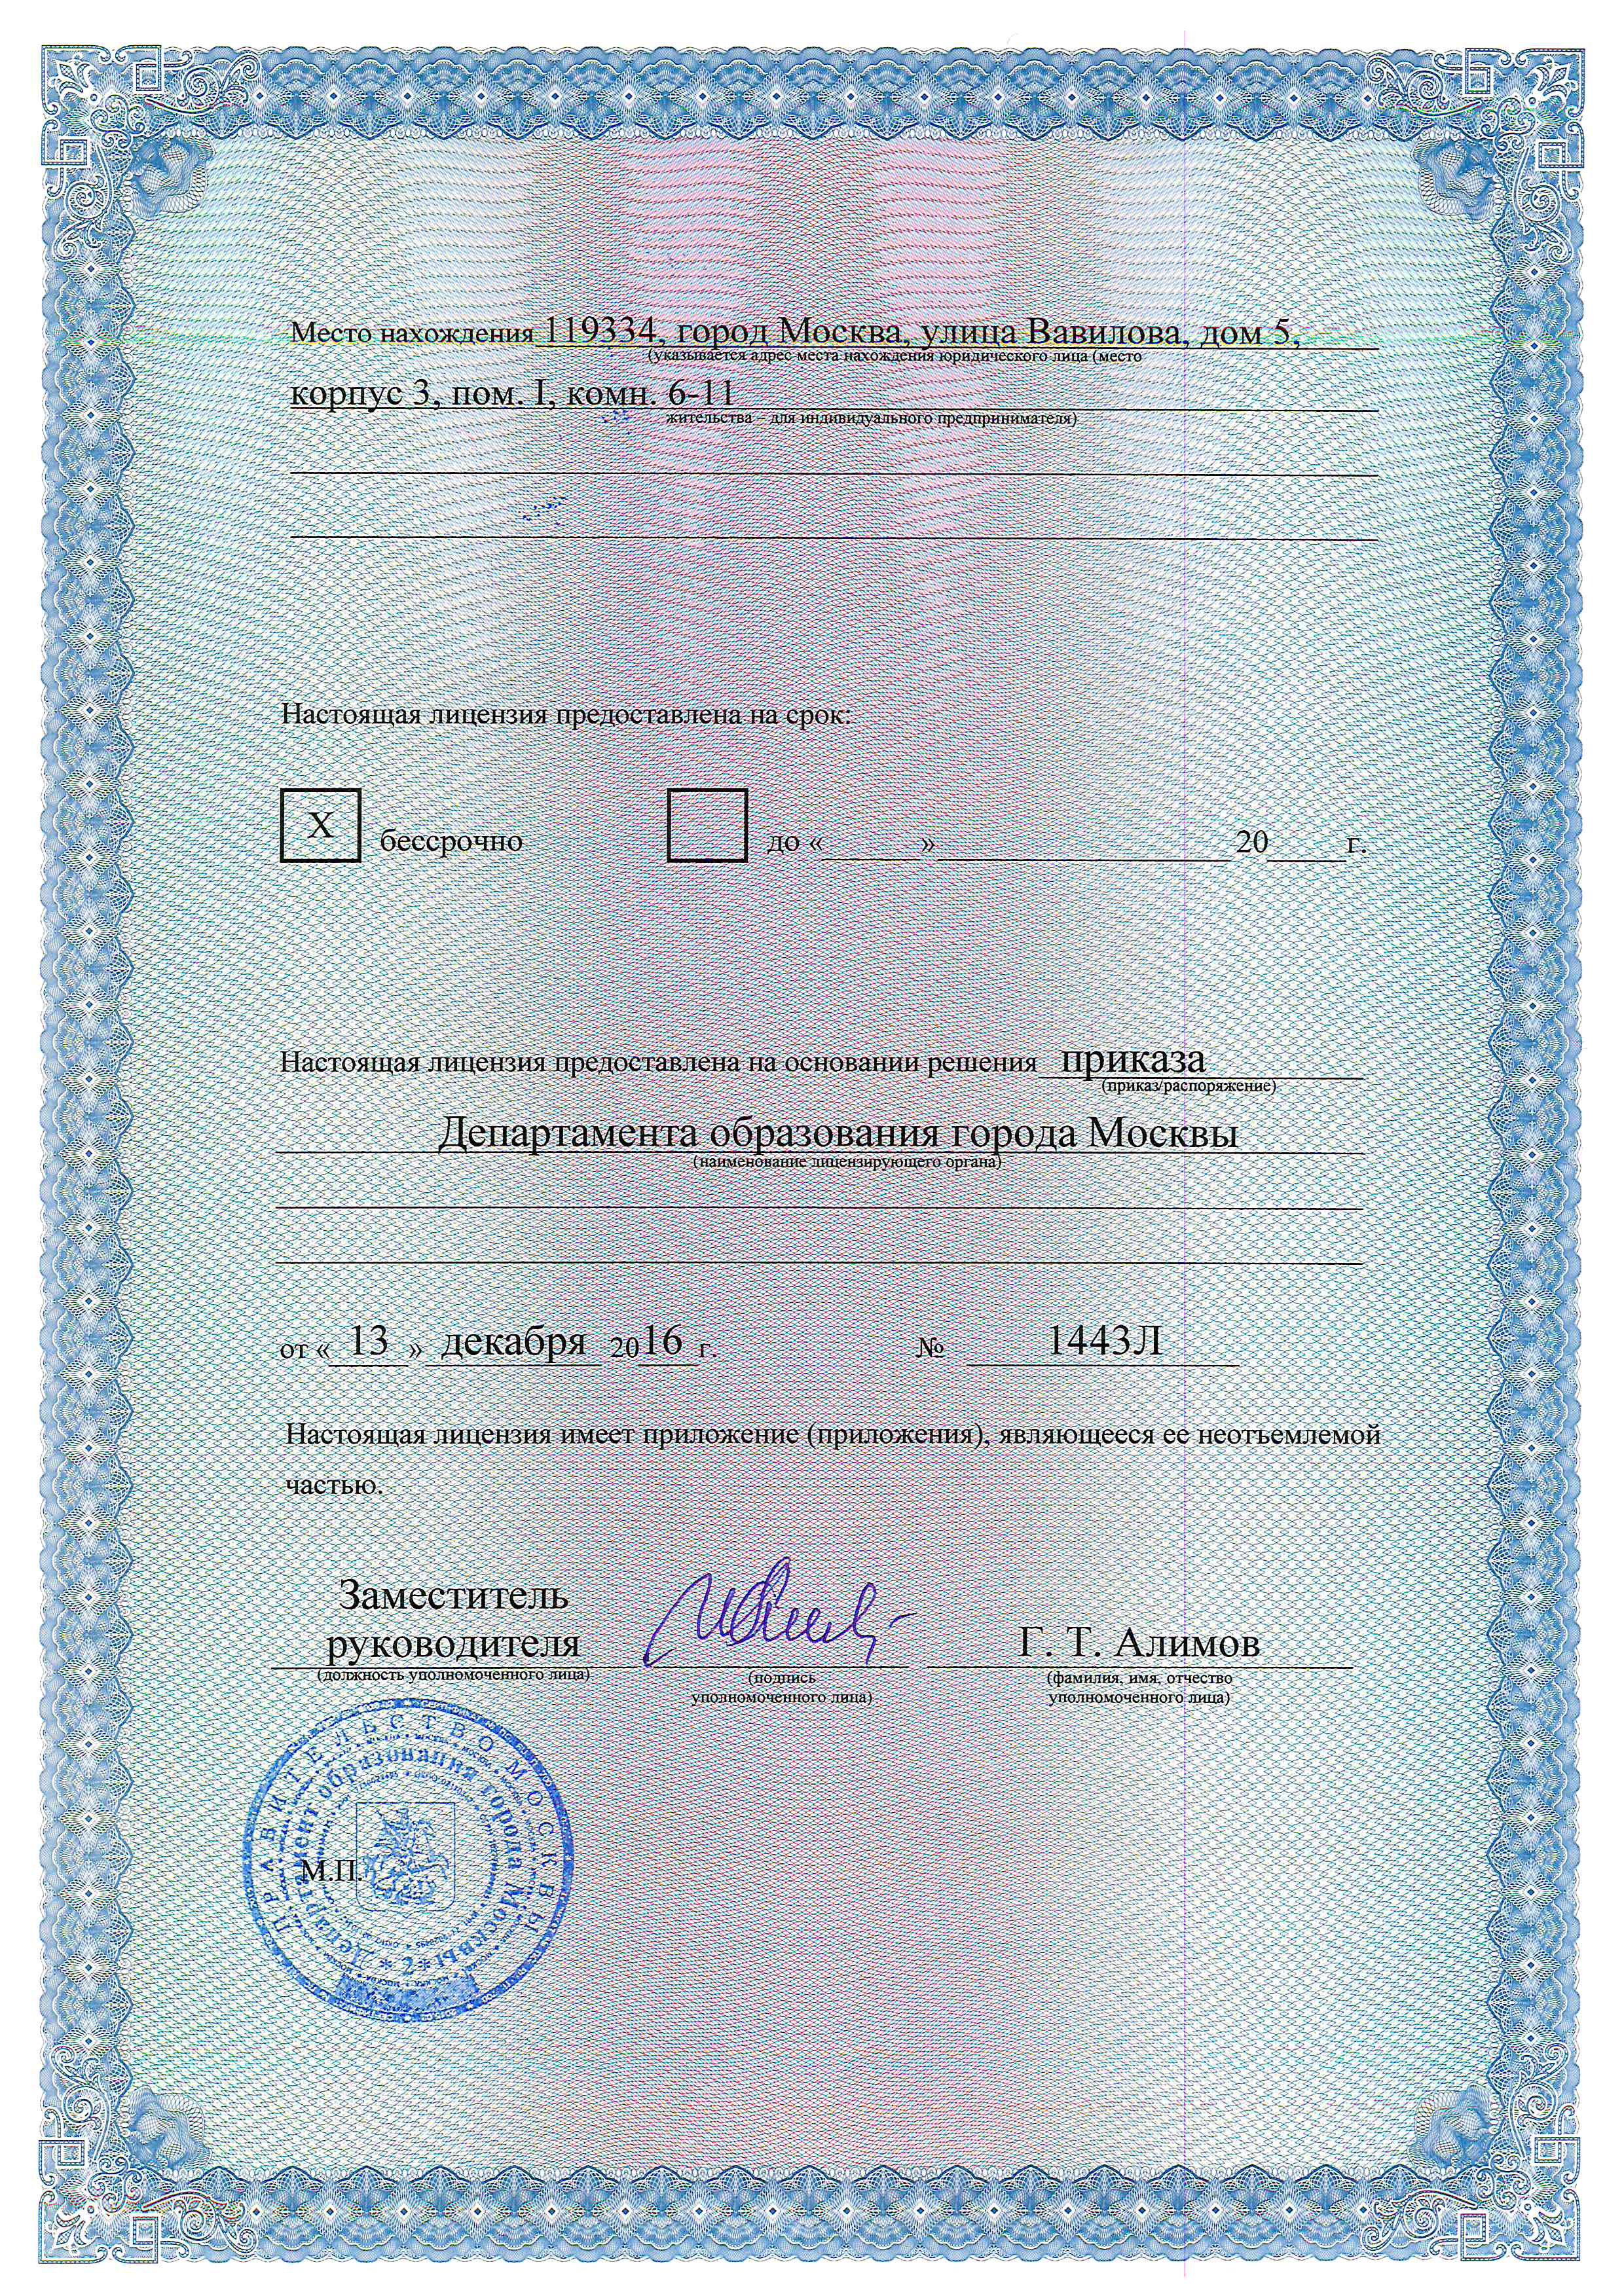 Место нахождения 119334, город Москва, улица Вавилова, дом 5,
(указывается адрес места нахождения юридического лица (место
корпус 3, пом. I, комн. 6-11
жительства – для индивидуального предпринимателя)
Настоящая лицензия предоставлена на срок:
X бессрочно до «______»__________________20_____г.
Настоящая лицензия предоставлена на основании решения приказа
(приказ/распоряжение)
Департамента образования города Москвы
(наименование лицензирующего органа)
от « 13 » декабря 2016 г. № 1443Л
Настоящая лицензия имеет приложение (приложения), являющееся ее неотъемлемой
частью.
Заместитель
руководителя Г. Т. Алимов
(должность уполномоченного лица) (подпись (фамилия, имя, отчество
уполномоченного лица) уполномоченного лица)
М.П.
ПРАВИТЕЛЬСТВО МОСКВЫ
Департамент образования города Москвы
* 2 *